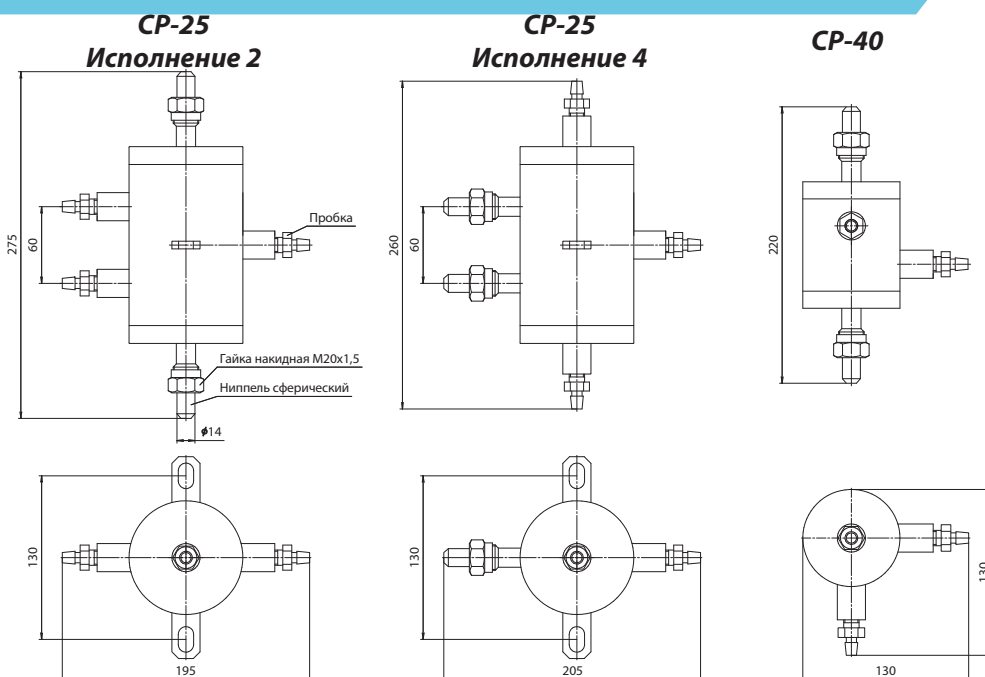 СР-25
Исполнение 2
СР-25
Исполнение 4
СР-40
275
60
Пробка
Гайка накидная М20х1,5
Ниппель сферический
ϕ14
260
60
220
130
195
130
205
130
130